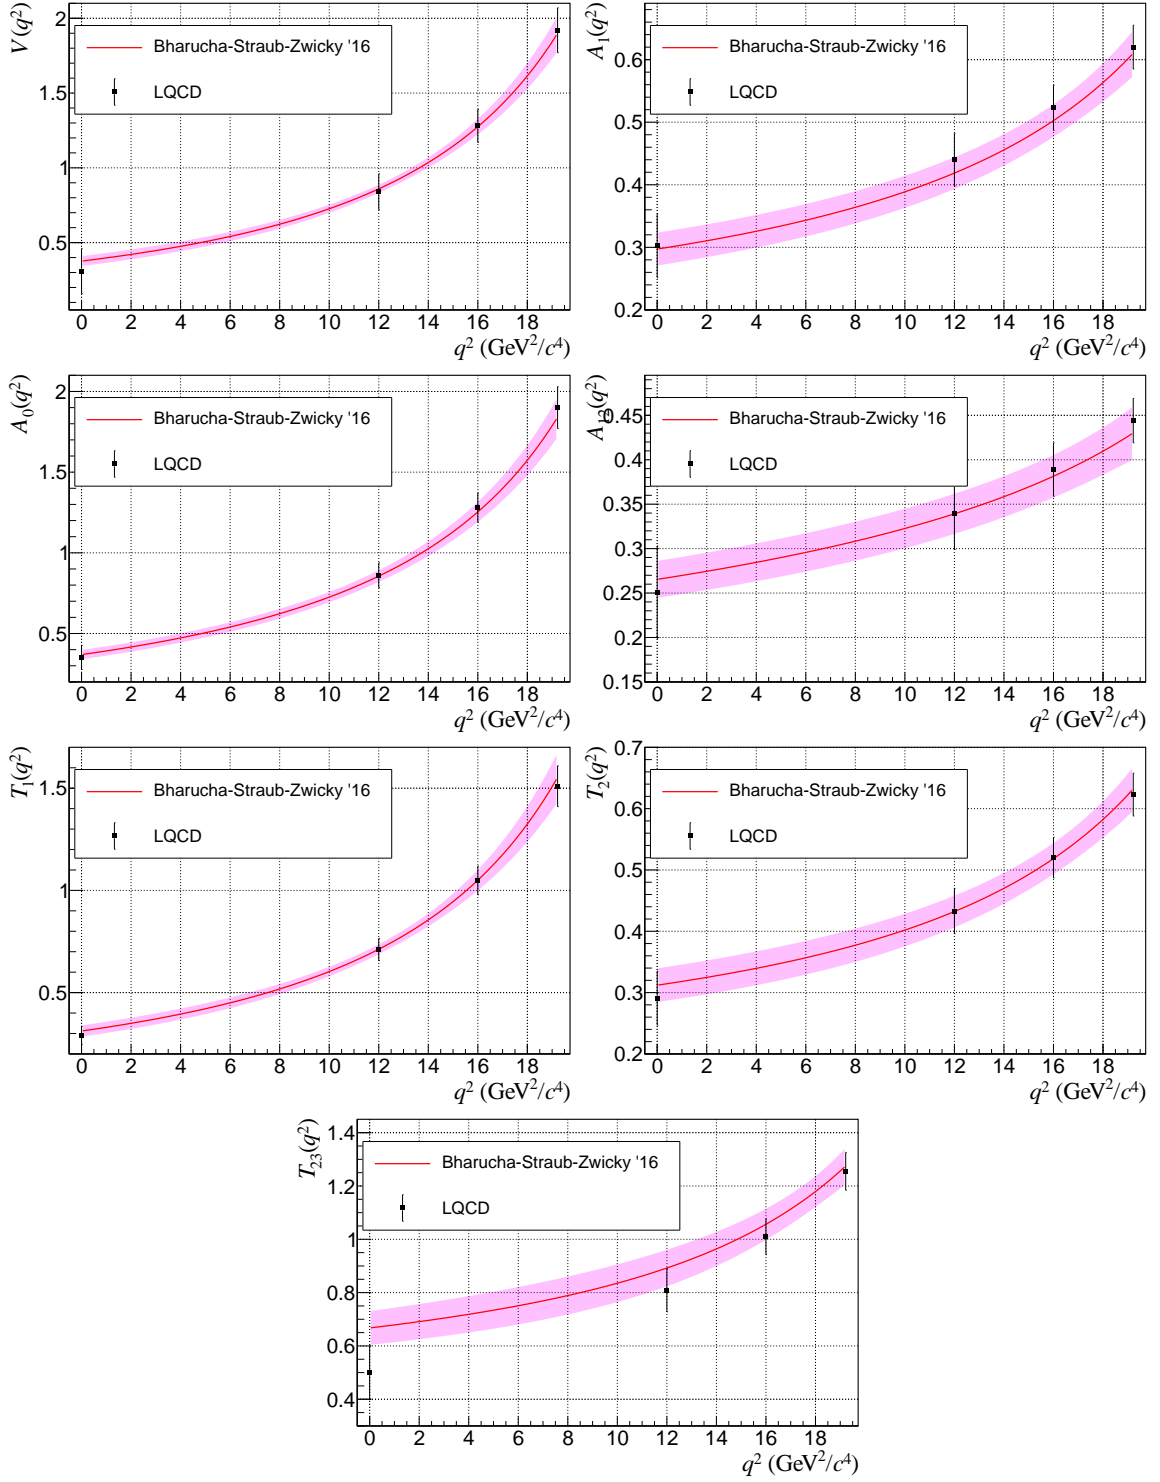 V(q²)
2
1.5
1
0.5
Bharucha-Straub-Zwicky '16
LQCD
0 2 4 6 8 10 12 14 16 18
q² (GeV²/c⁴)
A₁(q²)
0.6
0.5
0.4
0.3
0.2
Bharucha-Straub-Zwicky '16
LQCD
0 2 4 6 8 10 12 14 16 18
q² (GeV²/c⁴)
A₀(q²)
2
1.5
1
0.5
Bharucha-Straub-Zwicky '16
LQCD
0 2 4 6 8 10 12 14 16 18
q² (GeV²/c⁴)
A₁₂(q²)
0.45
0.4
0.35
0.3
0.25
0.2
0.15
Bharucha-Straub-Zwicky '16
LQCD
0 2 4 6 8 10 12 14 16 18
q² (GeV²/c⁴)
T₁(q²)
1.5
1
0.5
Bharucha-Straub-Zwicky '16
LQCD
0 2 4 6 8 10 12 14 16 18
q² (GeV²/c⁴)
T₂(q²)
0.7
0.6
0.5
0.4
0.3
0.2
Bharucha-Straub-Zwicky '16
LQCD
0 2 4 6 8 10 12 14 16 18
q² (GeV²/c⁴)
T₂₃(q²)
1.4
1.2
1
0.8
0.6
0.4
Bharucha-Straub-Zwicky '16
LQCD
0 2 4 6 8 10 12 14 16 18
q² (GeV²/c⁴)